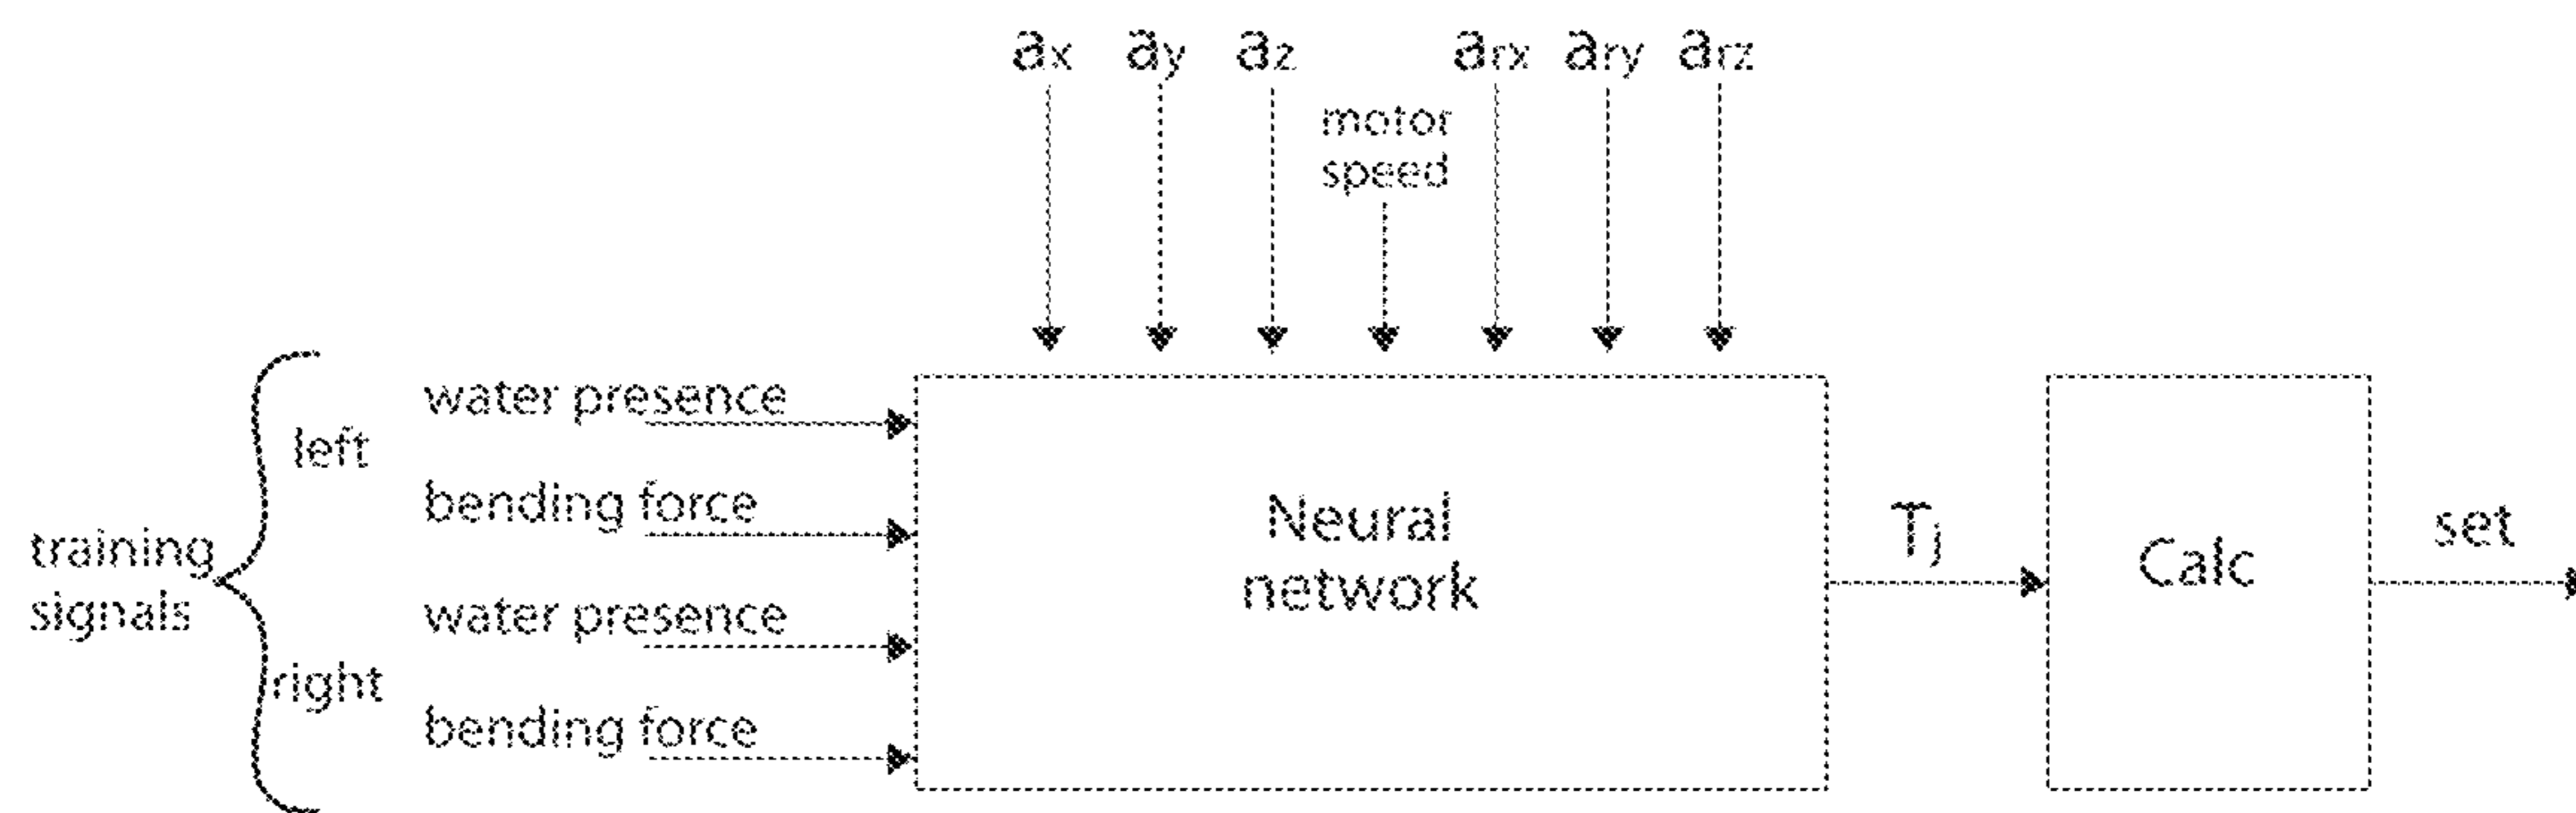 ax ay az arx ary arz
motor
speed
water presence
left
bending force
training
signals
water presence
right
bending force
Neural
network
Tj
Calc
set